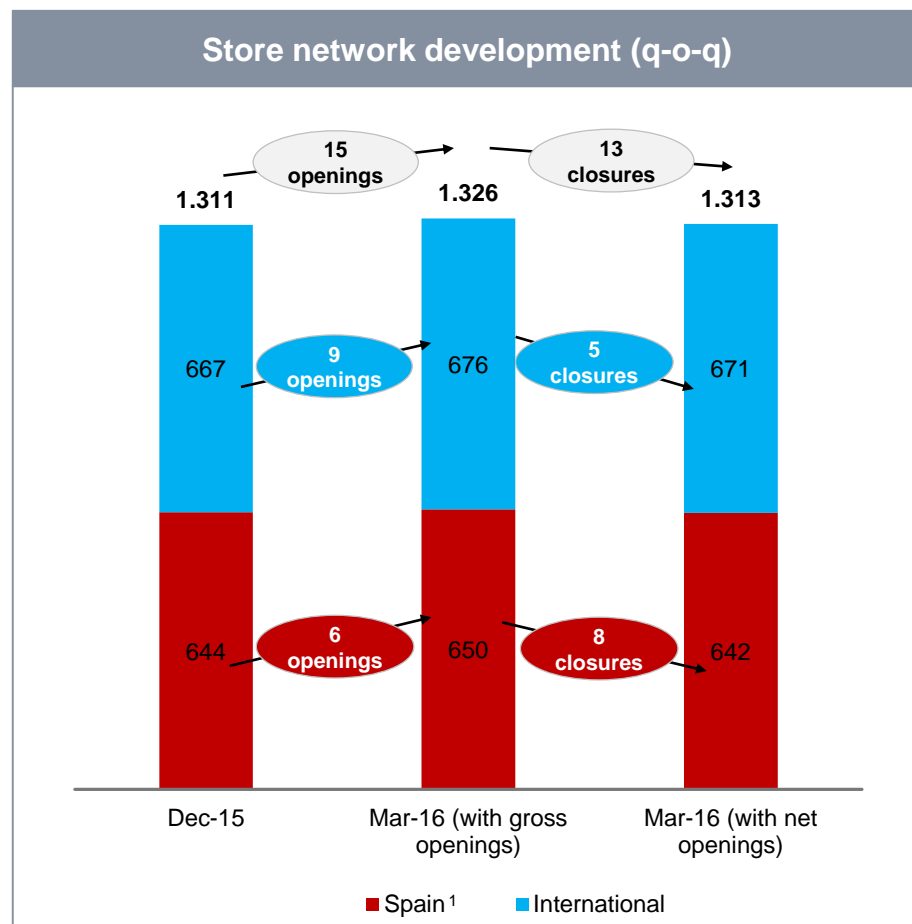 Store network development (q-o-q)
15
openings
13
closures
1.311
1.326
1.313
9
openings
5
closures
667
676
671
6
openings
8
closures
644
650
642
Dec-15
Mar-16 (with gross
openings)
Mar-16 (with net
openings)
Spain¹
International